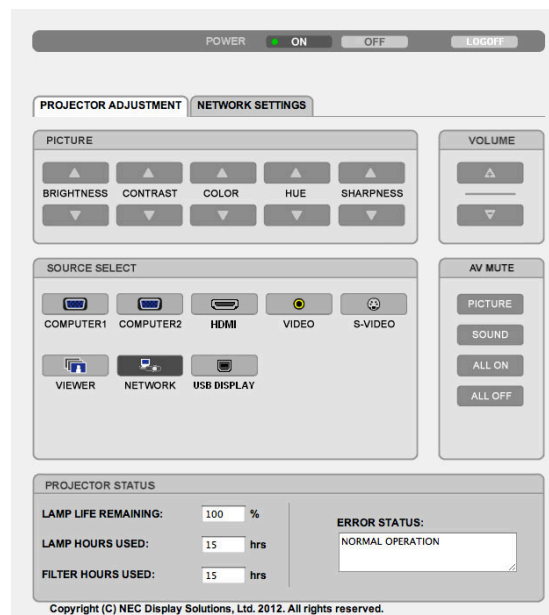 POWER ON OFF LOGOFF
PROJECTOR ADJUSTMENT NETWORK SETTINGS
PICTURE
BRIGHTNESS CONTRAST COLOR HUE SHARPNESS
VOLUME
SOURCE SELECT
COMPUTER1 COMPUTER2 HDMI VIDEO S-VIDEO
VIEWER NETWORK USB DISPLAY
AV MUTE
PICTURE
SOUND
ALL ON
ALL OFF
PROJECTOR STATUS
LAMP LIFE REMAINING: 100 %
LAMP HOURS USED: 15 hrs
FILTER HOURS USED: 15 hrs
ERROR STATUS:
NORMAL OPERATION
Copyright (C) NEC Display Solutions, Ltd. 2012. All rights reserved.